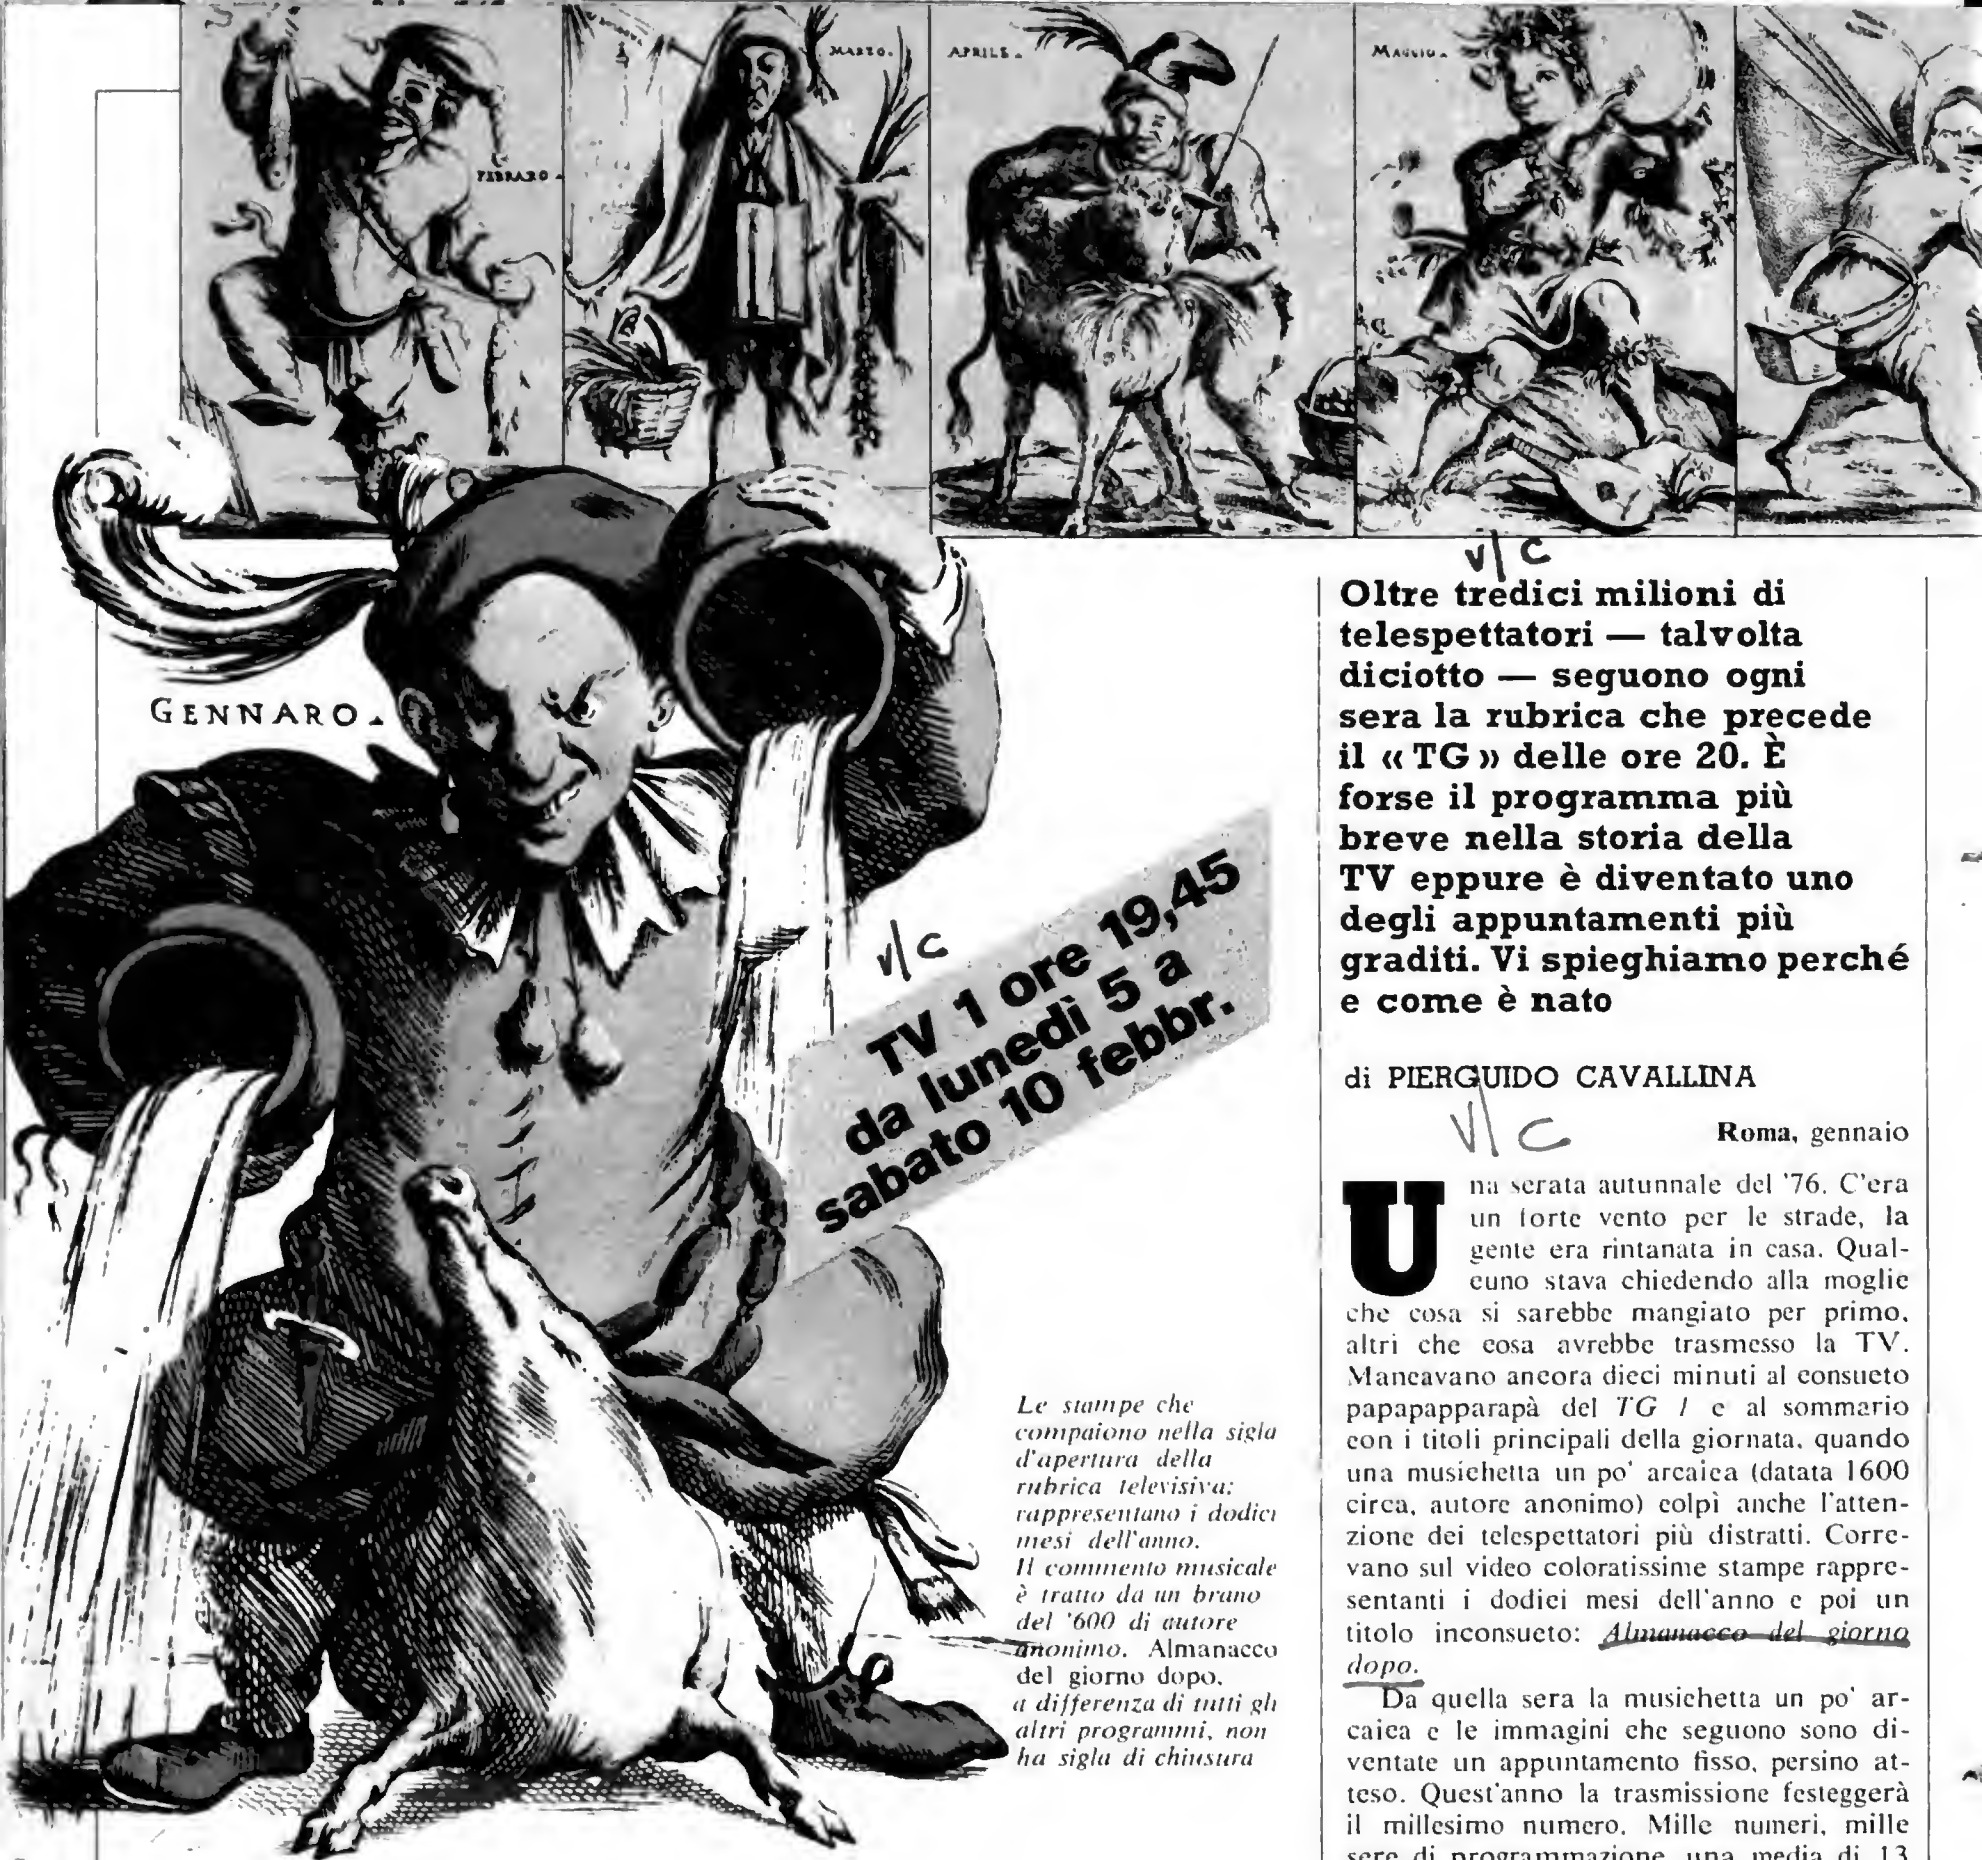 FEBRARO.
MARZO.
APRILE.
MAGGIO.
GENNARO.
v/c
Oltre tredici milioni di
telespettatori — talvolta
diciotto — seguono ogni
sera la rubrica che precede
il «TG» delle ore 20. È
forse il programma più
breve nella storia della
TV eppure è diventato uno
degli appuntamenti più
graditi. Vi spieghiamo perché
e come è nato
v/c
TV 1 ore 19,45
da lunedì 5 a
sabato 10 febbr.
di PIERGUIDO CAVALLINA
v/c
Roma, gennaio
Una serata autunnale del '76. C'era
un forte vento per le strade, la
gente era rintanata in casa. Qual-
cuno stava chiedendo alla moglie
che cosa si sarebbe mangiato per primo,
altri che cosa avrebbe trasmesso la TV.
Mancavano ancora dieci minuti al consueto
papapapparapà del TG 1 e al sommario
con i titoli principali della giornata, quando
una musichetta un po' arcaica (datata 1600
circa, autore anonimo) colpì anche l'atten-
zione dei telespettatori più distratti. Corre-
vano sul video coloratissime stampe rappre-
sentanti i dodici mesi dell'anno e poi un
titolo inconsueto: Almanacco del giorno
dopo.
Da quella sera la musichetta un po' ar-
caica e le immagini che seguono sono di-
ventate un appuntamento fisso, persino at-
teso. Quest'anno la trasmissione festeggerà
il millesimo numero. Mille numeri, mille
sere di programmazione, una media di 13
Le stampe che
compaiono nella sigla
d'apertura della
rubrica televisiva:
rappresentano i dodici
mesi dell'anno.
Il commento musicale
è tratto da un brano
del '600 di autore
anonimo. Almanacco
del giorno dopo,
a differenza di tutti gli
altri programmi, non
ha sigla di chiusura